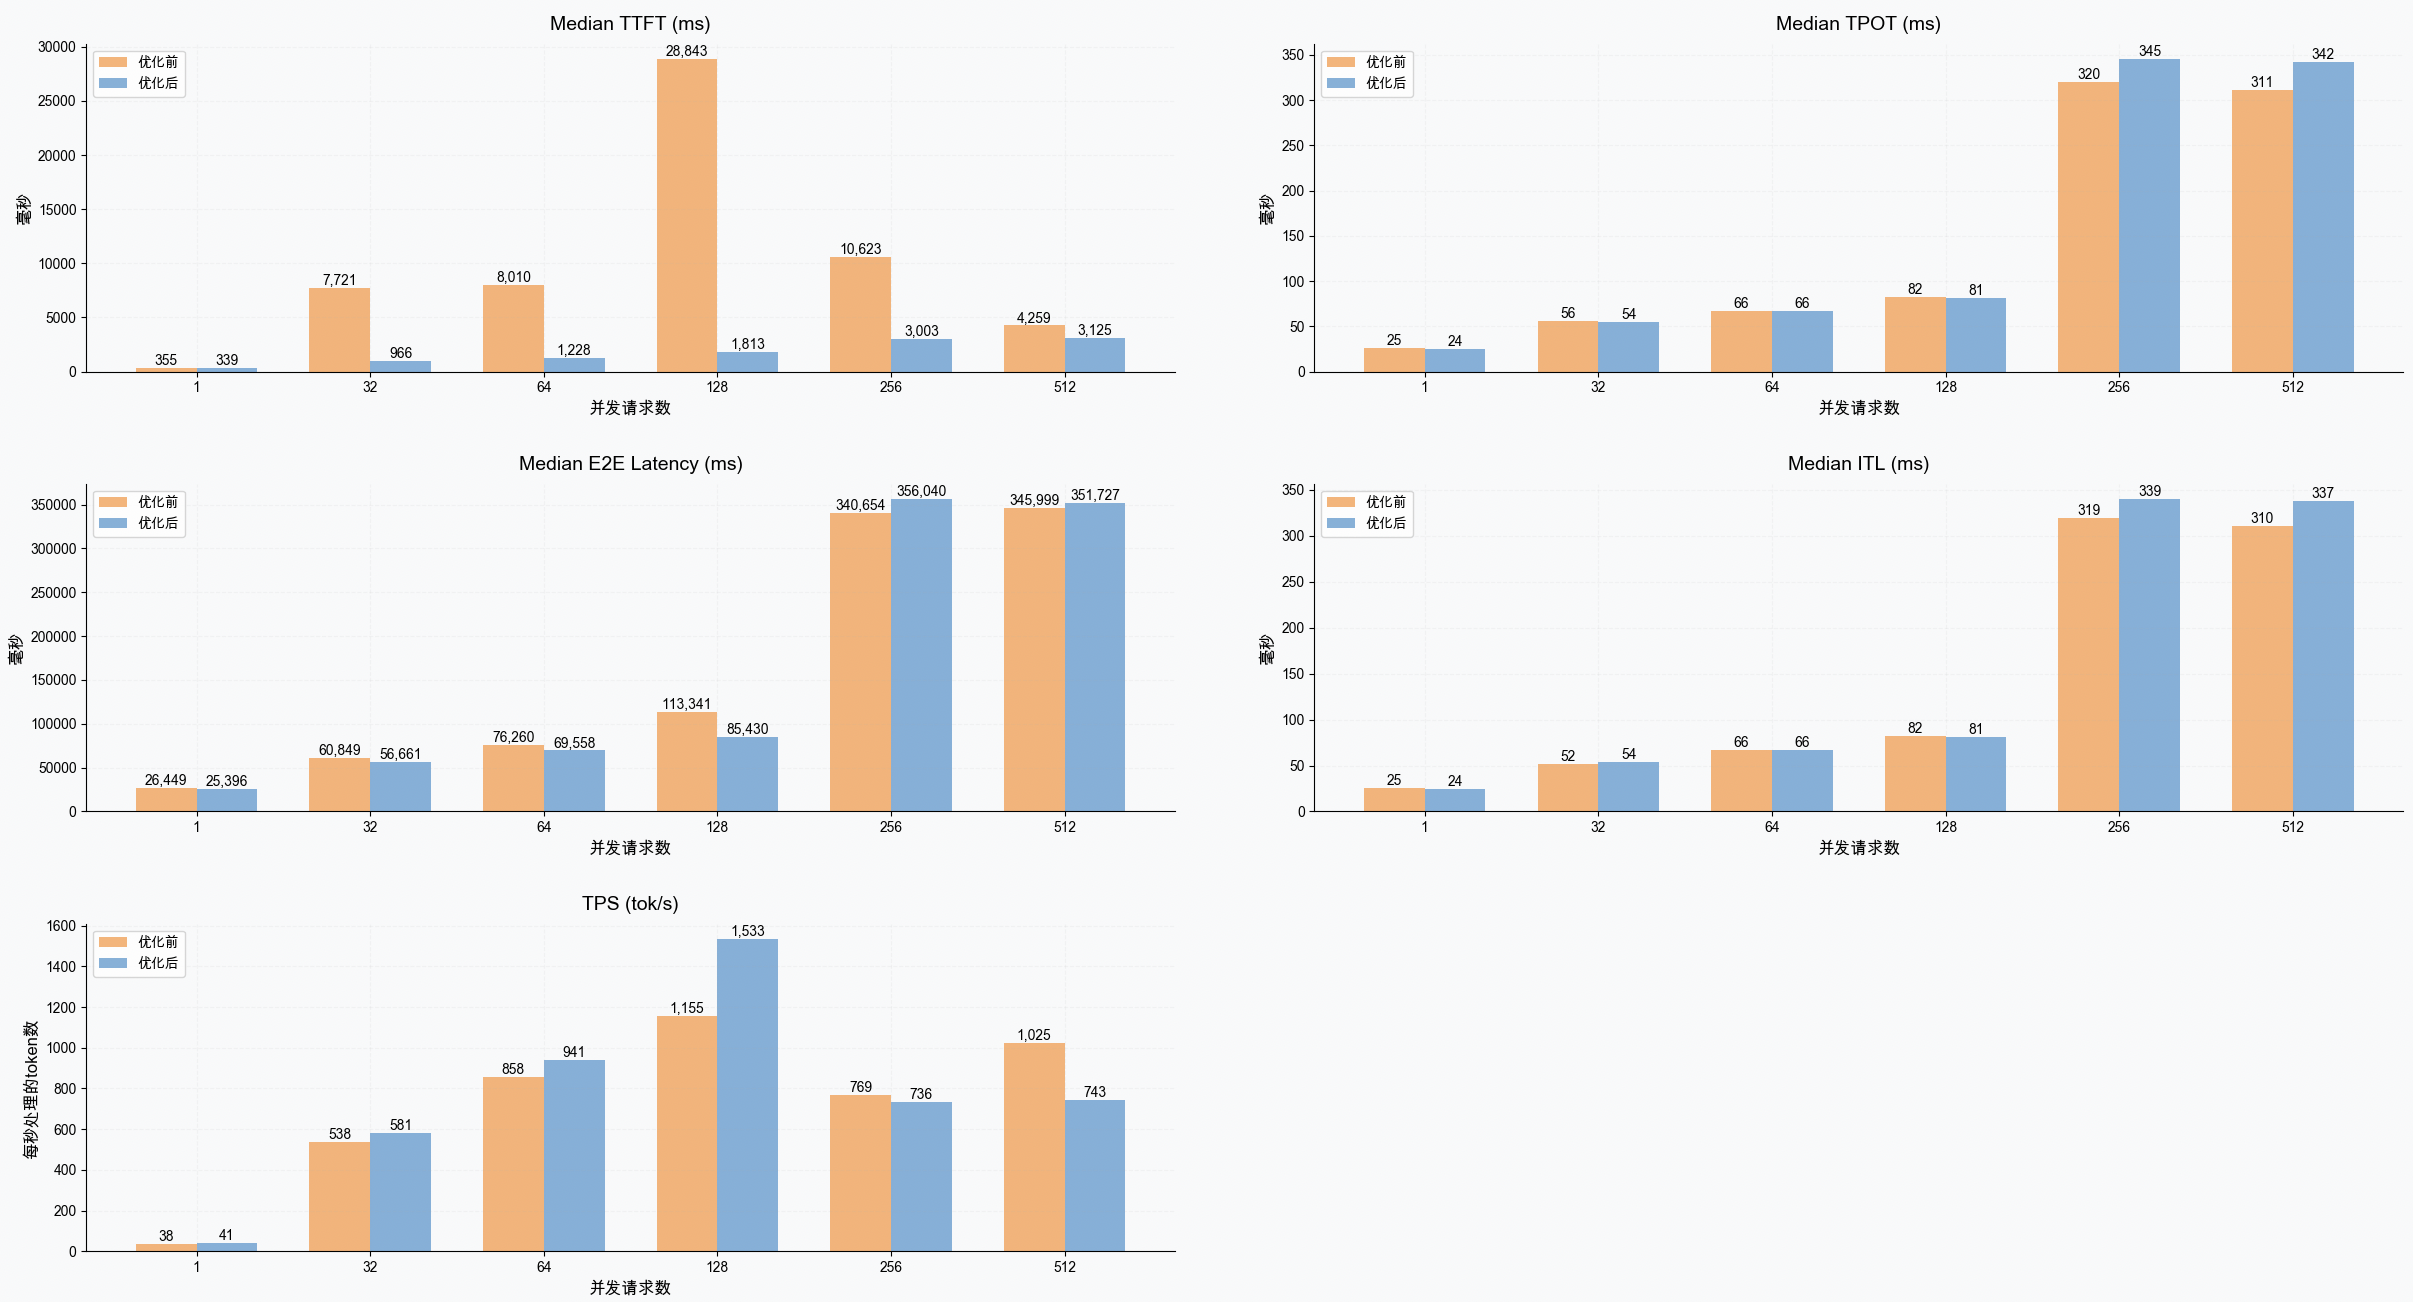 Median TTFT (ms)
优化前
优化后
毫秒
30000
25000
20000
15000
10000
5000
0
355 339
7,721 966
8,010 1,228
28,843 1,813
10,623 3,003
4,259 3,125
1 32 64 128 256 512
并发请求数
Median TPOT (ms)
优化前
优化后
毫秒
350
300
250
200
150
100
50
0
25 24
56 54
66 66
82 81
320 345
311 342
1 32 64 128 256 512
并发请求数
Median E2E Latency (ms)
优化前
优化后
毫秒
350000
300000
250000
200000
150000
100000
50000
0
26,449 25,396
60,849 56,661
76,260 69,558
113,341 85,430
340,654 356,040
345,999 351,727
1 32 64 128 256 512
并发请求数
Median ITL (ms)
优化前
优化后
毫秒
350
300
250
200
150
100
50
0
25 24
52 54
66 66
82 81
319 339
310 337
1 32 64 128 256 512
并发请求数
TPS (tok/s)
优化前
优化后
每秒处理的token数
1600
1400
1200
1000
800
600
400
200
0
38 41
538 581
858 941
1,155 1,533
769 736
1,025 743
1 32 64 128 256 512
并发请求数